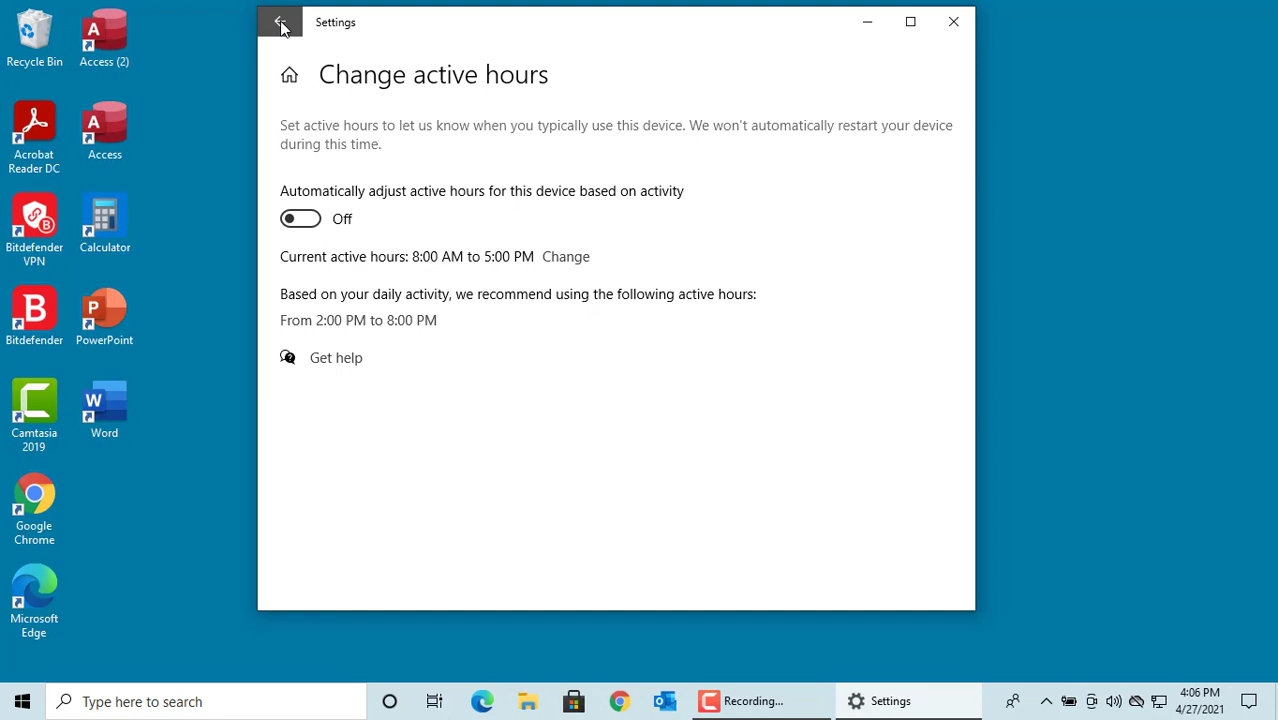 Recycle Bin
Access (2)
Acrobat
Reader DC
Access
Bitdefender
VPN
Calculator
Bitdefender
PowerPoint
Camtasia
2019
Word
Google
Chrome
Microsoft
Edge
Settings
Change active hours
Set active hours to let us know when you typically use this device. We won't automatically restart your device
during this time.
Automatically adjust active hours for this device based on activity
Off
Current active hours: 8:00 AM to 5:00 PM Change
Based on your daily activity, we recommend using the following active hours:
From 2:00 PM to 8:00 PM
Get help
Type here to search
Recording...
Settings
4:06 PM
4/27/2021